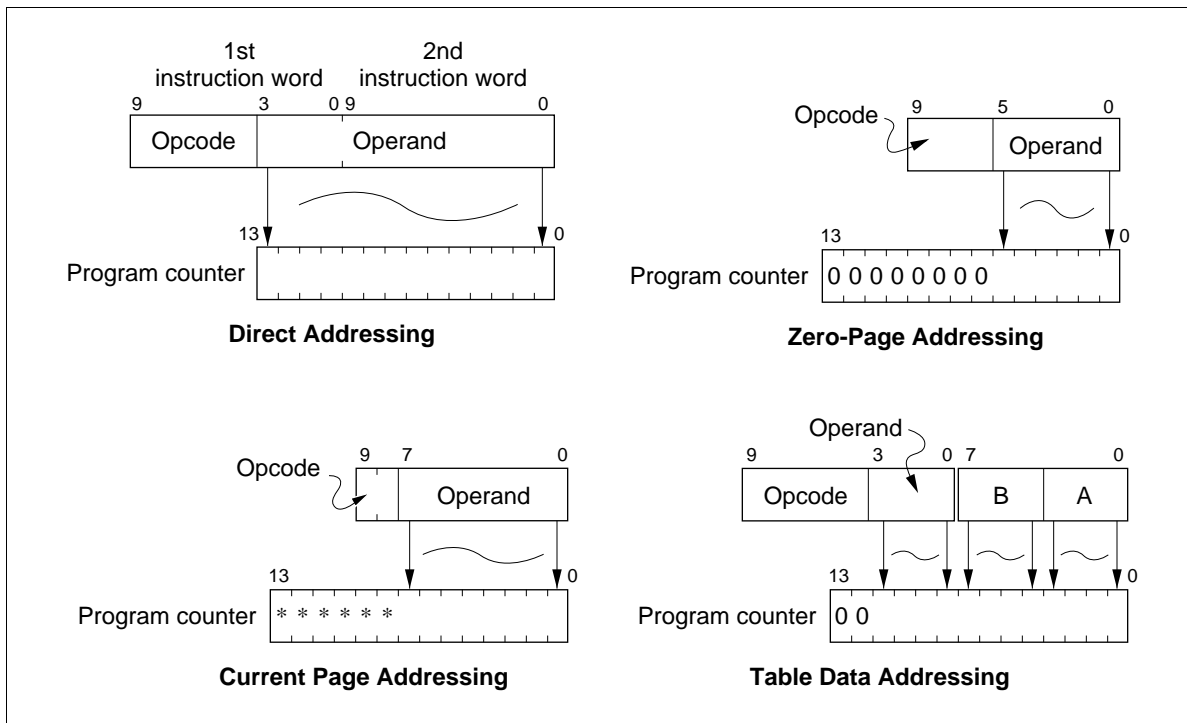 1st
instruction word
2nd
instruction word
9 3 0 9 0
Opcode Operand
13 0
Program counter
Direct Addressing
9 5 0
Opcode
Operand
13 0
Program counter
0 0 0 0 0 0 0 0
Zero-Page Addressing
9 7 0
Opcode
Operand
13 0
Program counter
* * * * * *
Current Page Addressing
Operand
9 3 0 7 0
Opcode B A
13 0
Program counter
0 0
Table Data Addressing